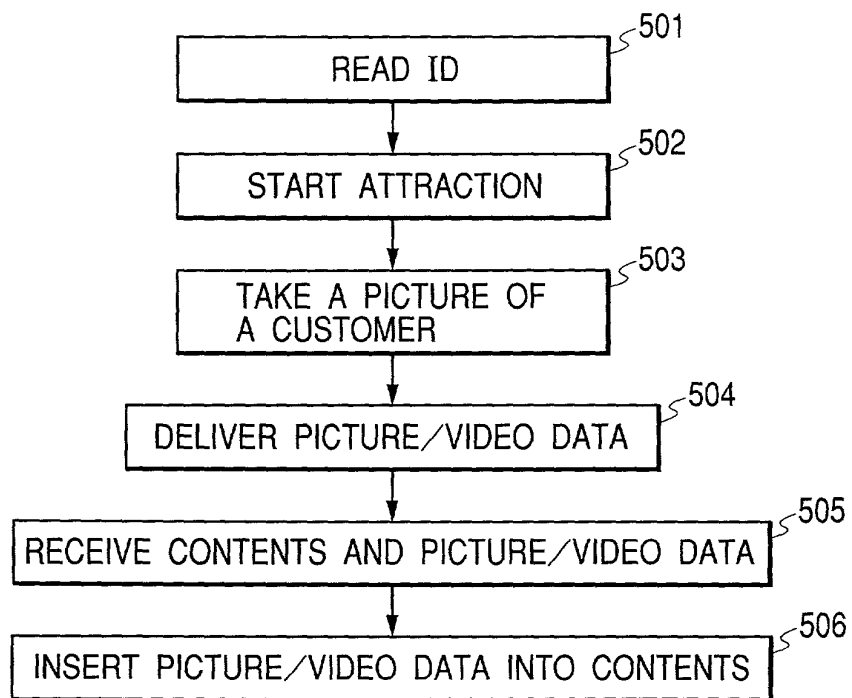 501
READ ID
502
START ATTRACTION
503
TAKE A PICTURE OF
A CUSTOMER
504
DELIVER PICTURE/VIDEO DATA
505
RECEIVE CONTENTS AND PICTURE/VIDEO DATA
506
INSERT PICTURE/VIDEO DATA INTO CONTENTS